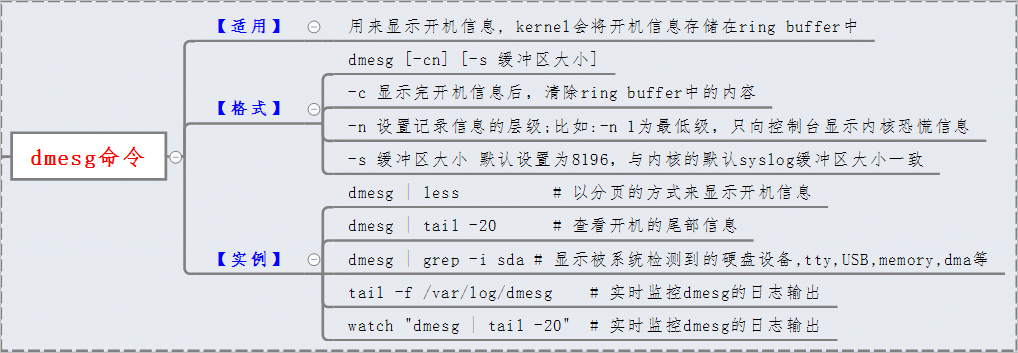 dmesg命令
【适用】
用来显示开机信息, kernel会将开机信息存储在ring buffer中
【格式】
dmesg [-cn] [-s 缓冲区大小]
-c 显示完开机信息后, 清除ring buffer中的内容
-n 设置记录信息的层级;比如:-n 1为最低级, 只向控制台显示内核恐慌信息
-s 缓冲区大小 默认设置为8196, 与内核的默认syslog缓冲区大小一致
【实例】
dmesg | less # 以分页的方式来显示开机信息
dmesg | tail -20 # 查看开机的尾部信息
dmesg | grep -i sda # 显示被系统检测到的硬盘设备,tty,USB,memory,dma等
tail -f /var/log/dmesg # 实时监控dmesg的日志输出
watch "dmesg | tail -20" # 实时监控dmesg的日志输出